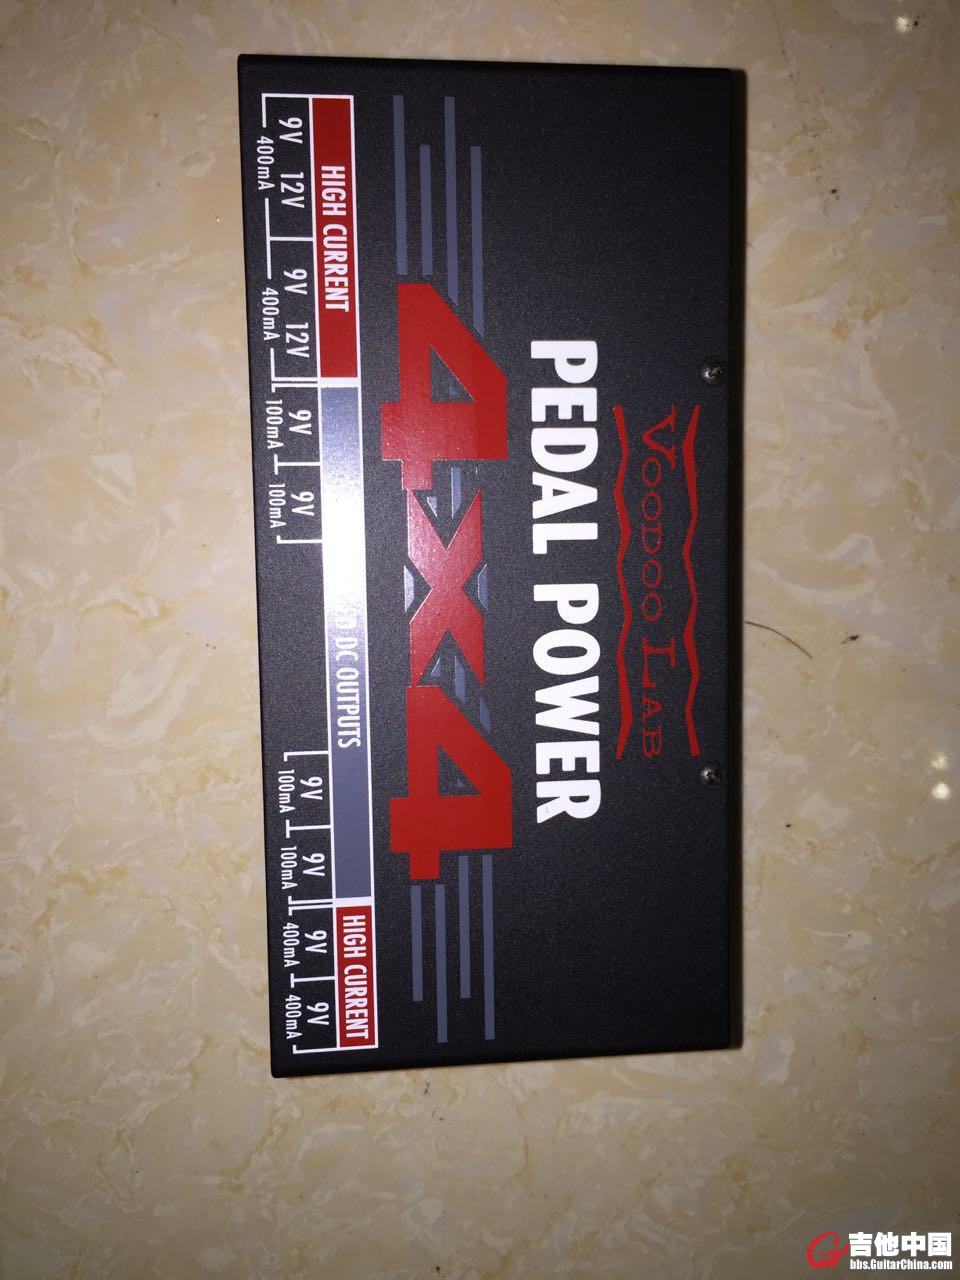 VOODOO LAB
PEDAL POWER
4x4
HIGH CURRENT
DC OUTPUTS
HIGH CURRENT
9V 12V 9V 12V 9V 9V 9V 9V 9V 9V
400mA 400mA 100mA 100mA 100mA 100mA 400mA 400mA
吉他中国
bbs.GuitarChina.com